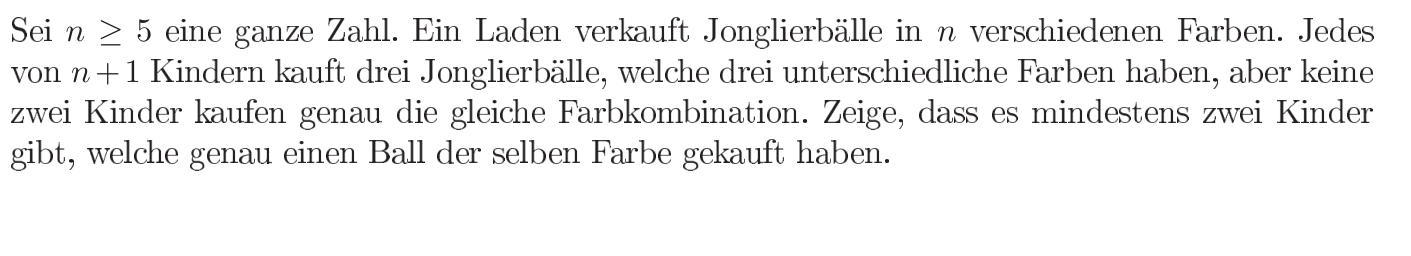 Sei n ≥ 5 eine ganze Zahl. Ein Laden verkauft Jonglierbälle in n verschiedenen Farben. Jedes
von n+1 Kindern kauft drei Jonglierbälle, welche drei unterschiedliche Farben haben, aber keine
zwei Kinder kaufen genau die gleiche Farbkombination. Zeige, dass es mindestens zwei Kinder
gibt, welche genau einen Ball der selben Farbe gekauft haben.